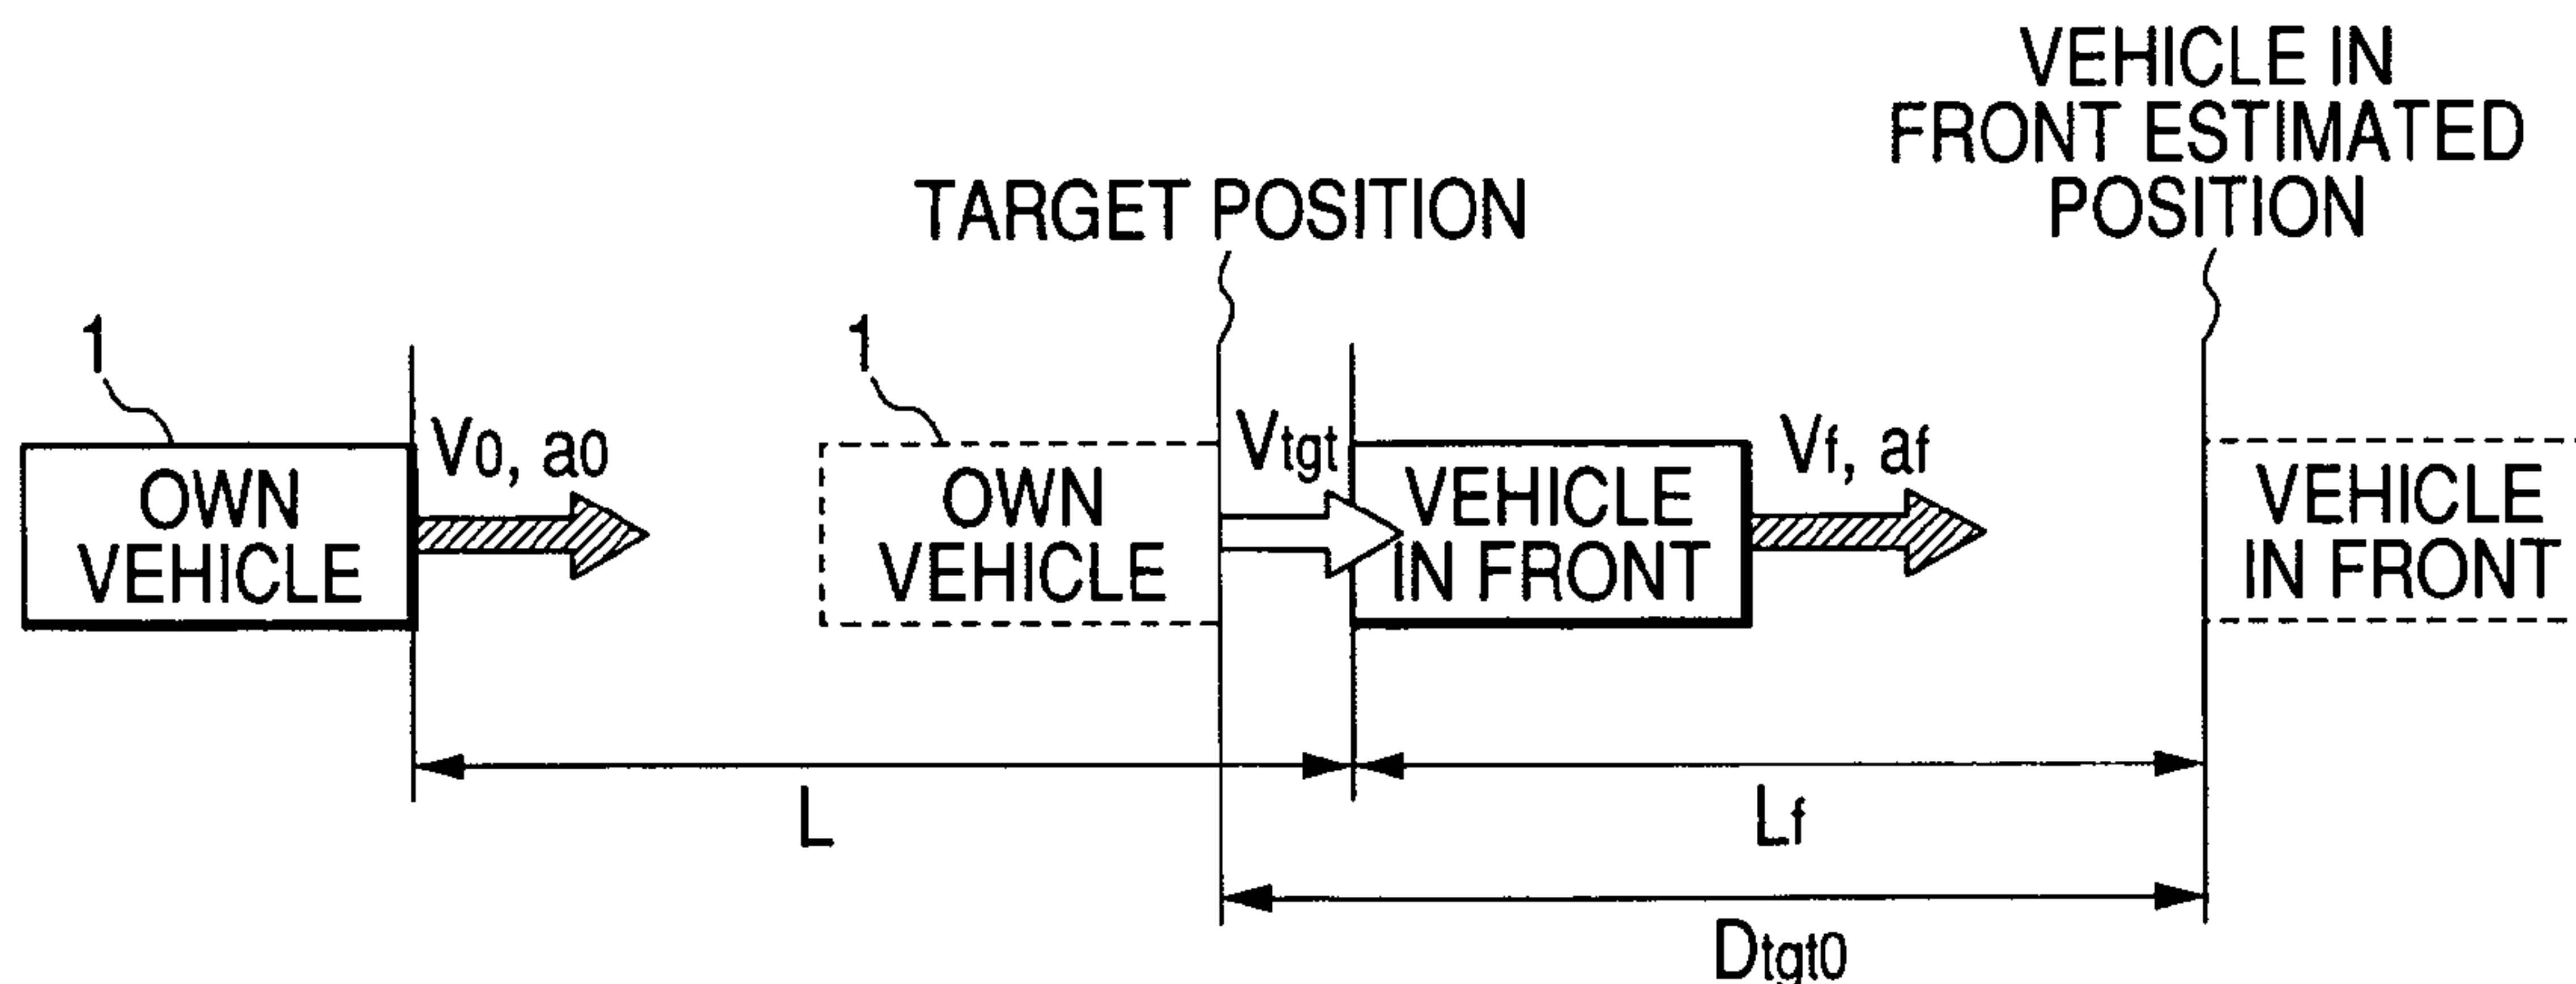 VEHICLE IN
FRONT ESTIMATED
POSITION
TARGET POSITION
1
1
V0, a0
Vtgt
Vf, af
OWN
VEHICLE
OWN
VEHICLE
VEHICLE
IN FRONT
VEHICLE
IN FRONT
L
Lf
Dtgt0